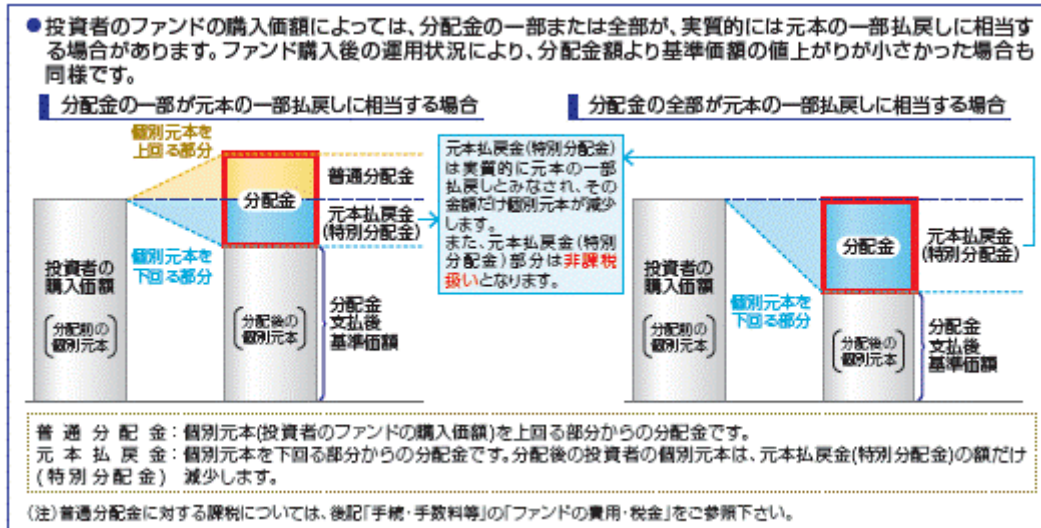 ●投資者のファンドの購入価額によっては、分配金の一部または全部が、実質的には元本の一部払戻しに相当す
る場合があります。ファンド購入後の運用状況により、分配金額より基準価額の値上がりが小さかった場合も
同様です。
分配金の一部が元本の一部払戻しに相当する場合
個別元本を
上回る部分
普通分配金
分配金
元本払戻金
(特別分配金)
個別元本を
下回る部分
投資者の
購入価額
(分配前の
個別元本)
(分配後の
個別元本)
分配金
支払後
基準価額
元本払戻金(特別分配金)
は実質的に元本の一部
払戻しとみなされ、その
金額だけ個別元本が減少
します。
また、元本払戻金(特別
分配金)部分は非課税
扱いとなります。
分配金の全部が元本の一部払戻しに相当する場合
投資者の
購入価額
(分配前の
個別元本)
個別元本を
下回る部分
分配金
元本払戻金
(特別分配金)
(分配後の
個別元本)
分配金
支払後
基準価額
普通分配金:個別元本(投資者のファンドの購入価額)を上回る部分からの分配金です。
元本払戻金:個別元本を下回る部分からの分配金です。分配後の投資者の個別元本は、元本払戻金(特別分配金)の額だけ
(特別分配金) 減少します。
(注)普通分配金に対する課税については、後記「手続・手数料等」の「ファンドの費用・税金」をご参照下さい。